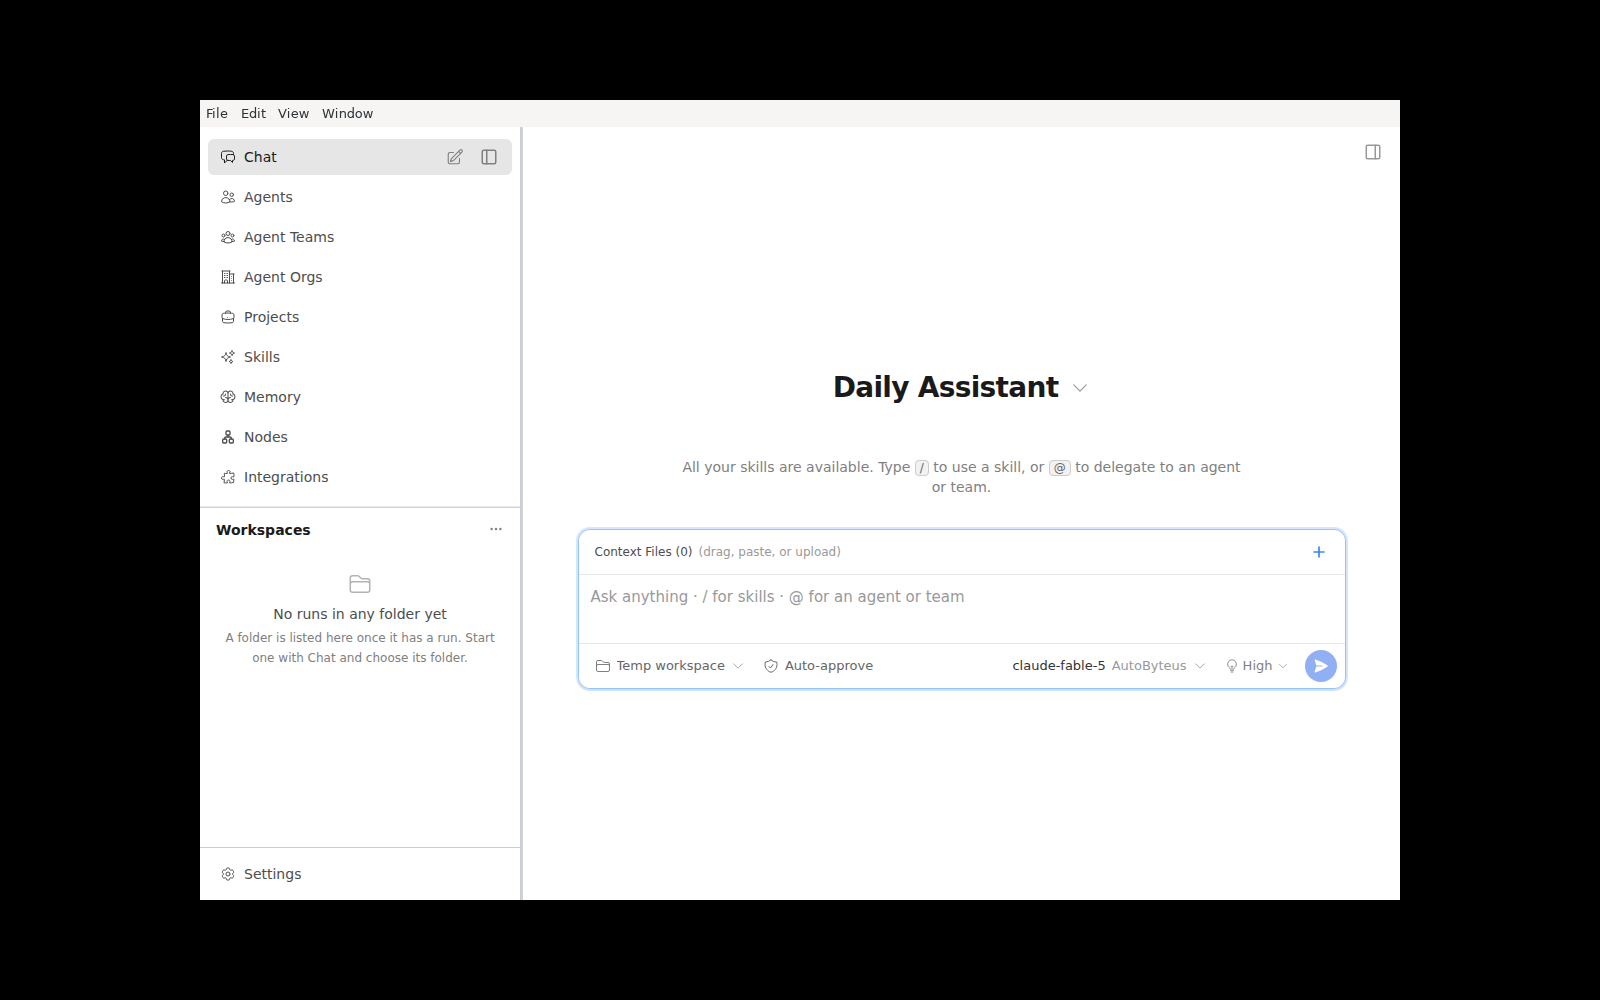 File Edit View Window
Chat
Agents
Agent Teams
Agent Orgs
Projects
Skills
Memory
Nodes
Integrations
Workspaces
No runs in any folder yet
A folder is listed here once it has a run. Start
one with Chat and choose its folder.
Settings
Daily Assistant
All your skills are available. Type / to use a skill, or @ to delegate to an agent
or team.
Context Files (0) (drag, paste, or upload)
Ask anything · / for skills · @ for an agent or team
Temp workspace Auto-approve claude-fable-5 AutoByteus High